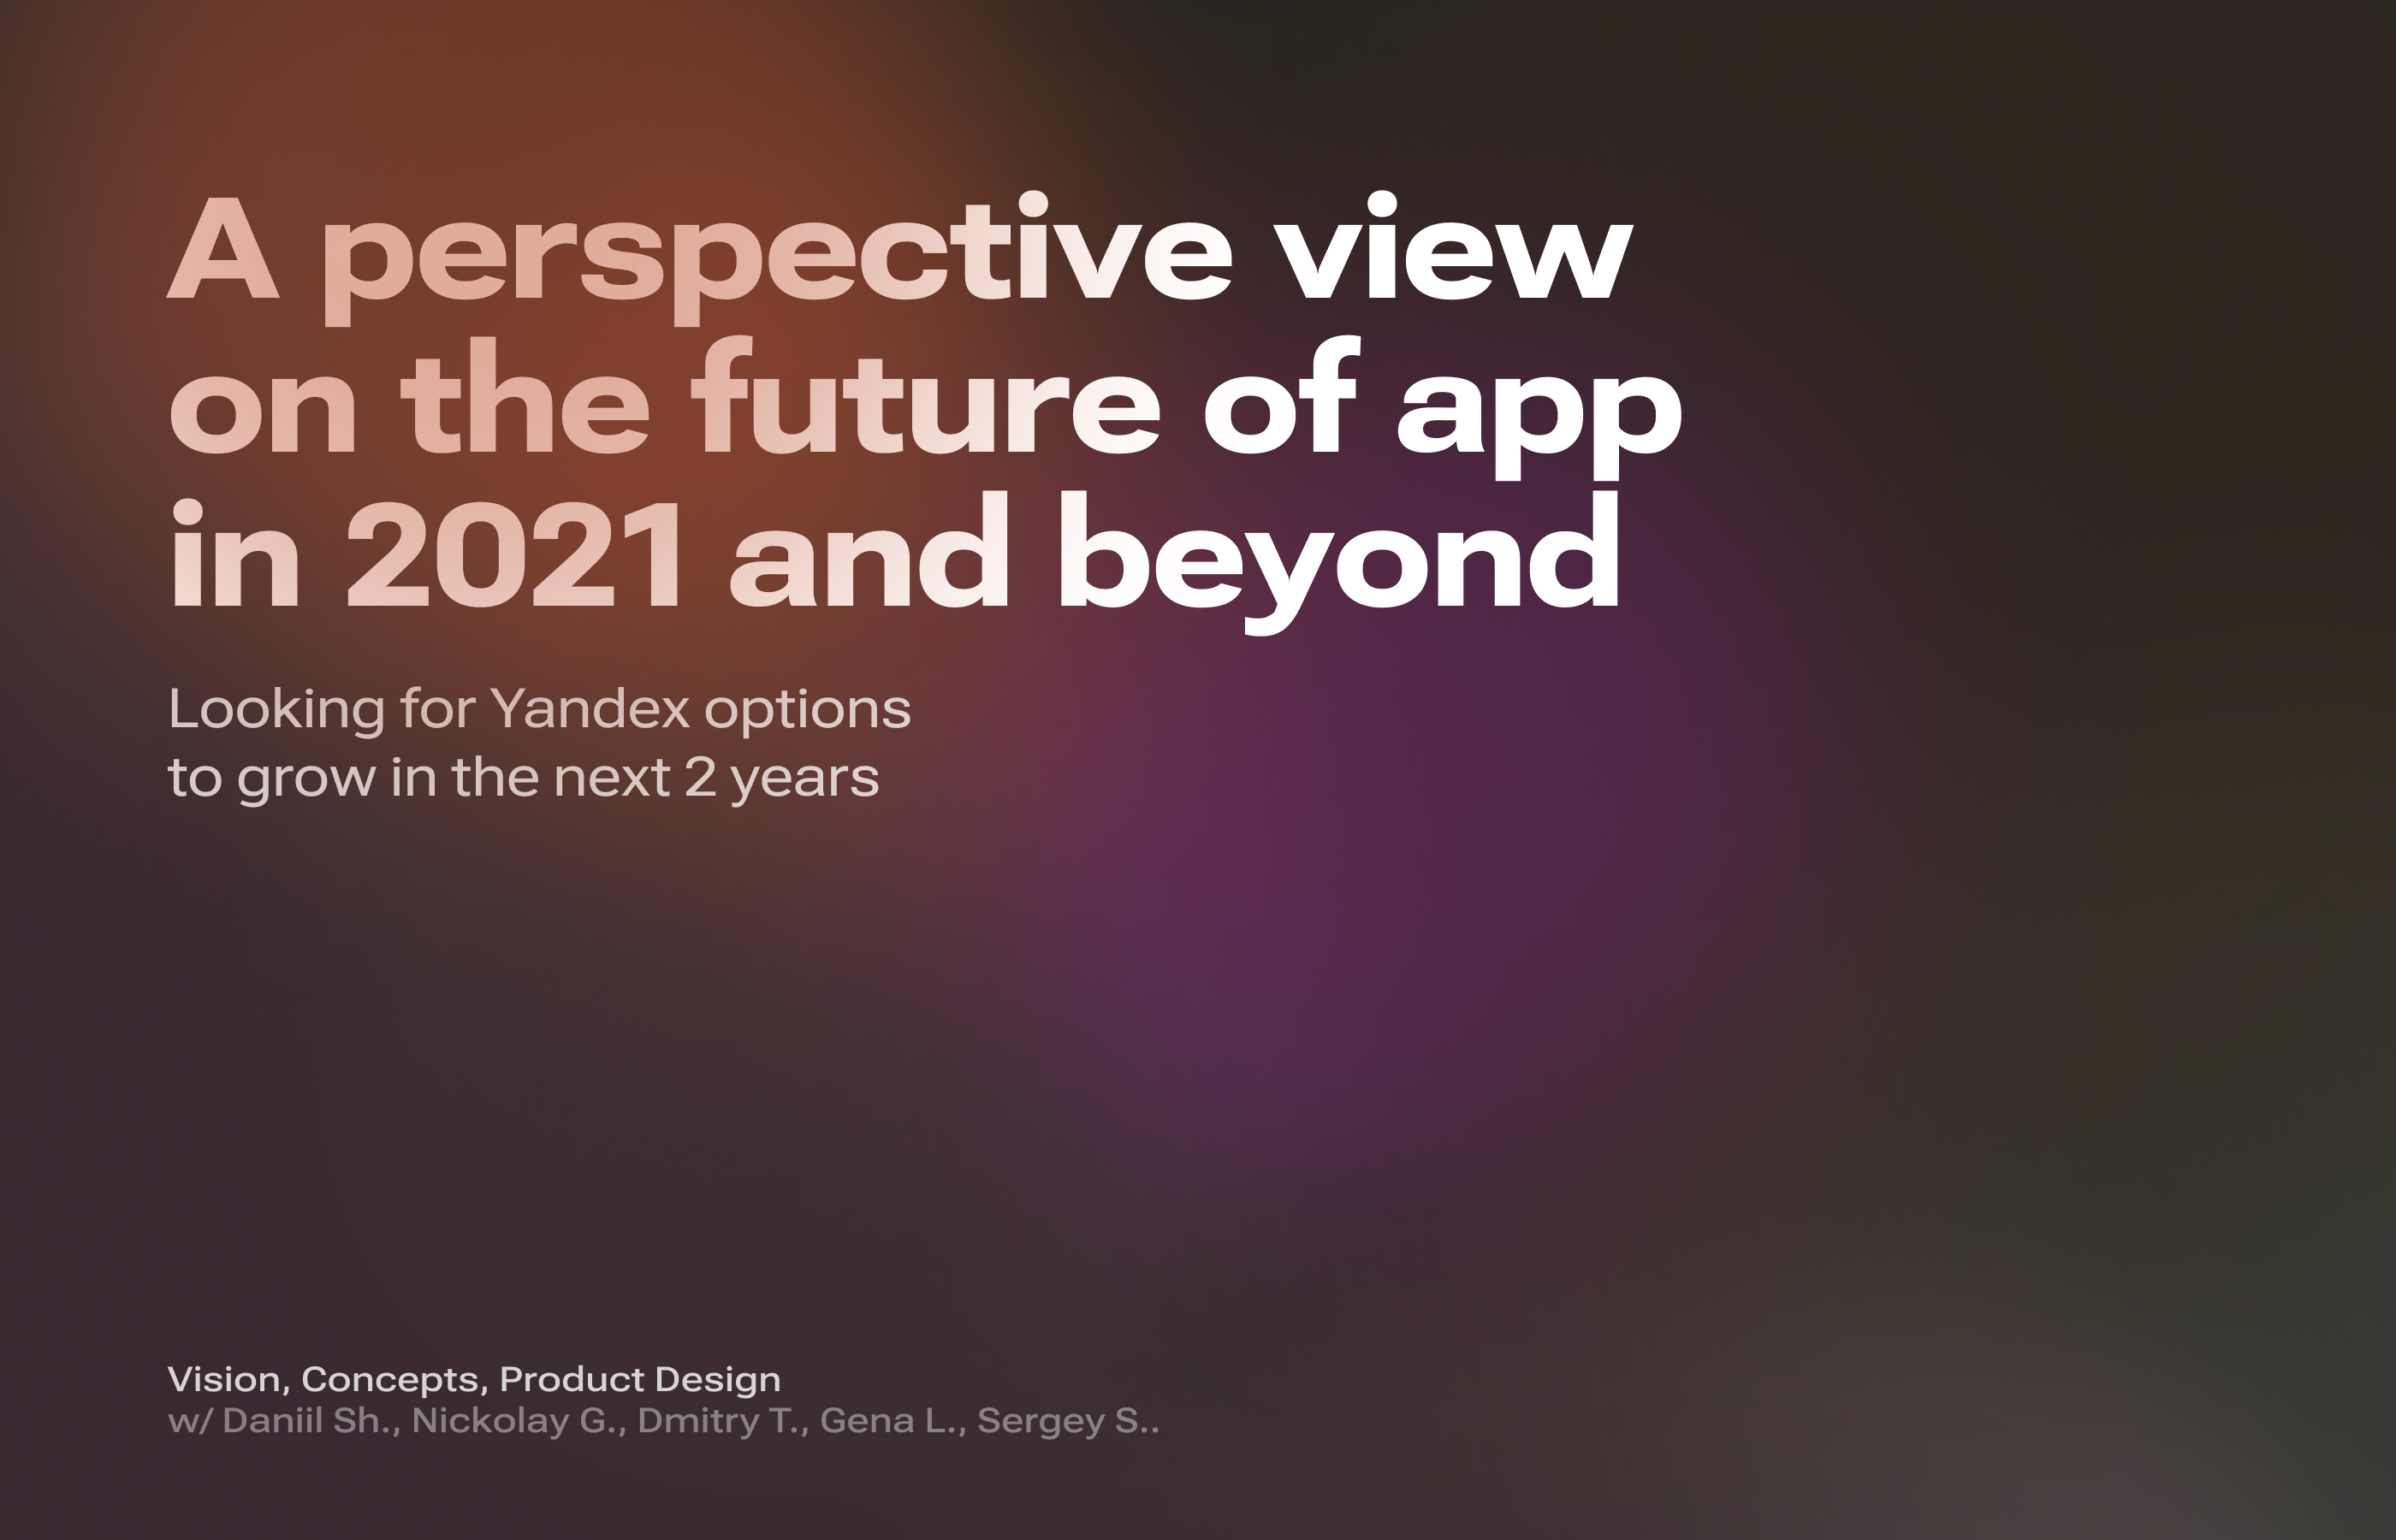 A perspective view
on the future of app
in 2021 and beyond
Looking for Yandex options
to grow in the next 2 years
Vision, Concepts, Product Design
w/ Daniil Sh., Nickolay G., Dmitry T., Gena L., Sergey S..